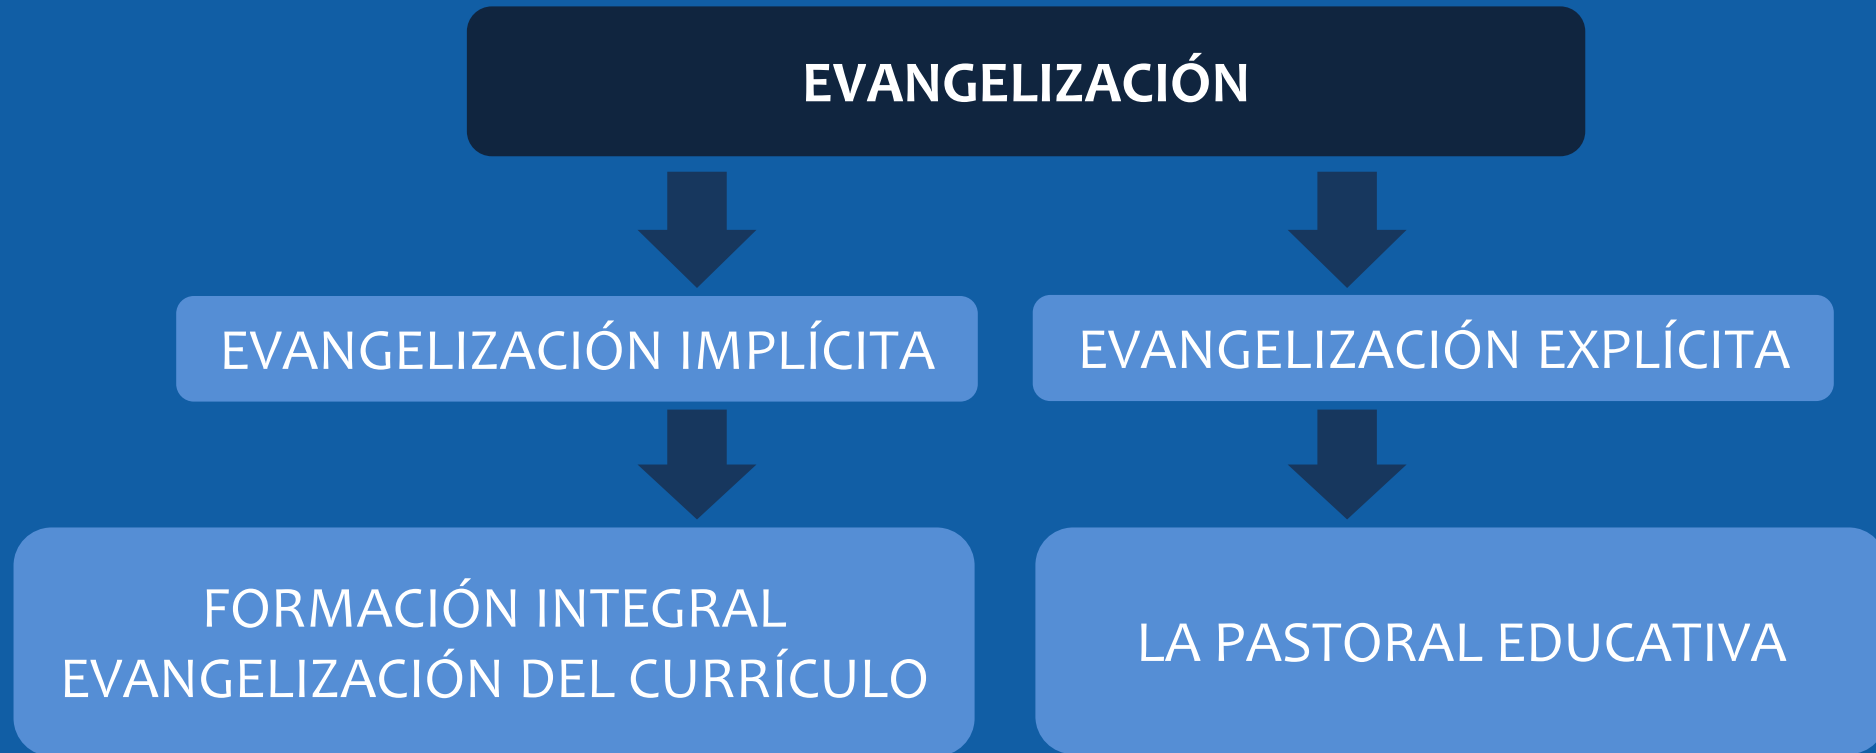 EVANGELIZACIÓN
EVANGELIZACIÓN IMPLÍCITA
EVANGELIZACIÓN EXPLÍCITA
FORMACIÓN INTEGRAL
EVANGELIZACIÓN DEL CURRÍCULO
LA PASTORAL EDUCATIVA